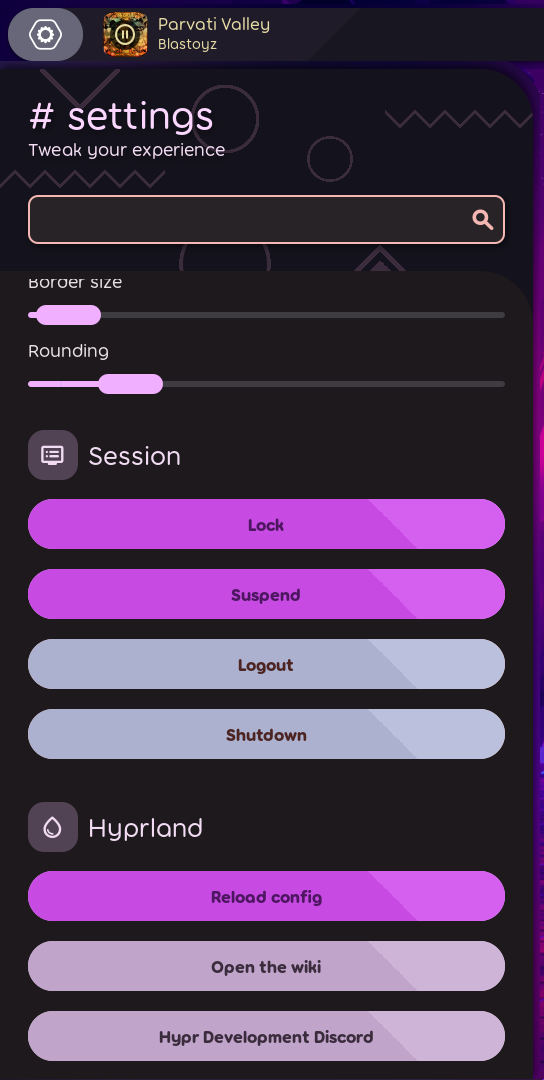 Parvati Valley
Blastoyz
# settings
Tweak your experience
Border size
Rounding
Session
Lock
Suspend
Logout
Shutdown
Hyprland
Reload config
Open the wiki
Hypr Development Discord